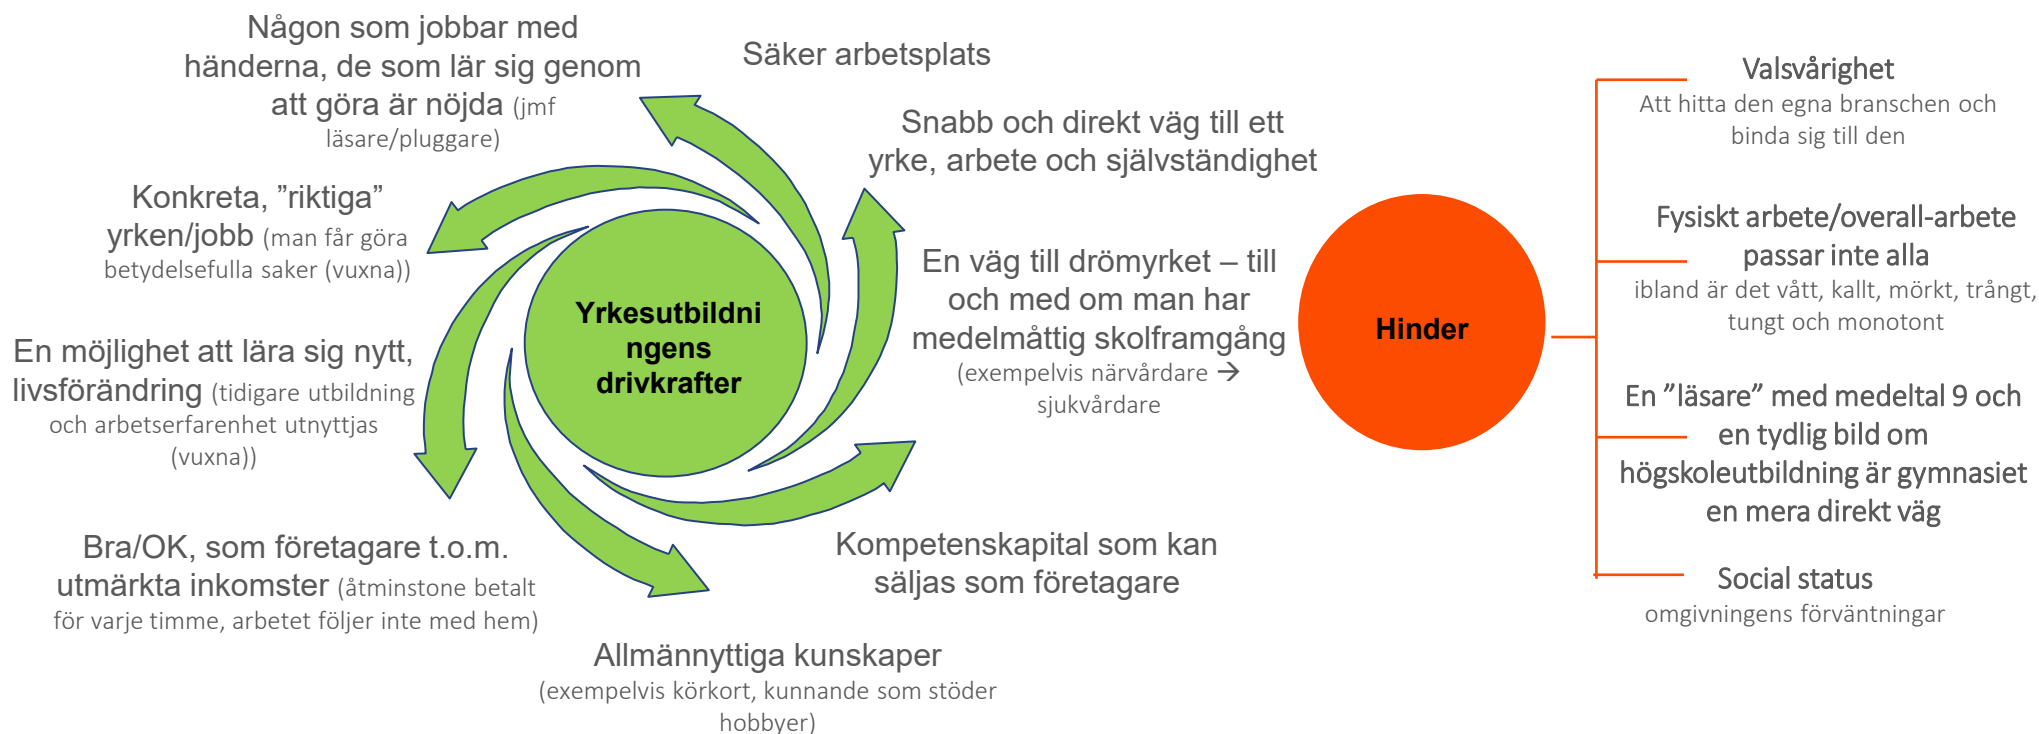 Någon som jobbar med
händerna, de som lär sig genom
att göra är nöjda (jmf
läsare/pluggare)
Säker arbetsplats
Snabb och direkt väg till ett
yrke, arbete och självständighet
Konkreta, ”riktiga”
yrken/jobb (man får göra
betydelsefulla saker (vuxna))
En väg till drömyrket – till
och med om man har
medelmåttig skolframgång
(exempelvis närvårdare →
sjukvårdare
En möjlighet att lära sig nytt,
livsförändring (tidigare utbildning
och arbetserfarenhet utnyttjas
(vuxna))
Yrkesutbildni
ngens
drivkrafter
Bra/OK, som företagare t.o.m.
utmärkta inkomster (åtminstone betalt
för varje timme, arbetet följer inte med hem)
Kompetenskapital som kan
säljas som företagare
Allmännyttiga kunskaper
(exempelvis körkort, kunnande som stöder
hobbyer)
Hinder
Valsvårighet
Att hitta den egna branschen och
binda sig till den
Fysiskt arbete/overall-arbete
passar inte alla
ibland är det vått, kallt, mörkt, trångt,
tungt och monotont
En ”läsare” med medeltal 9 och
en tydlig bild om
högskoleutbildning är gymnasiet
en mera direkt väg
Social status
omgivningens förväntningar